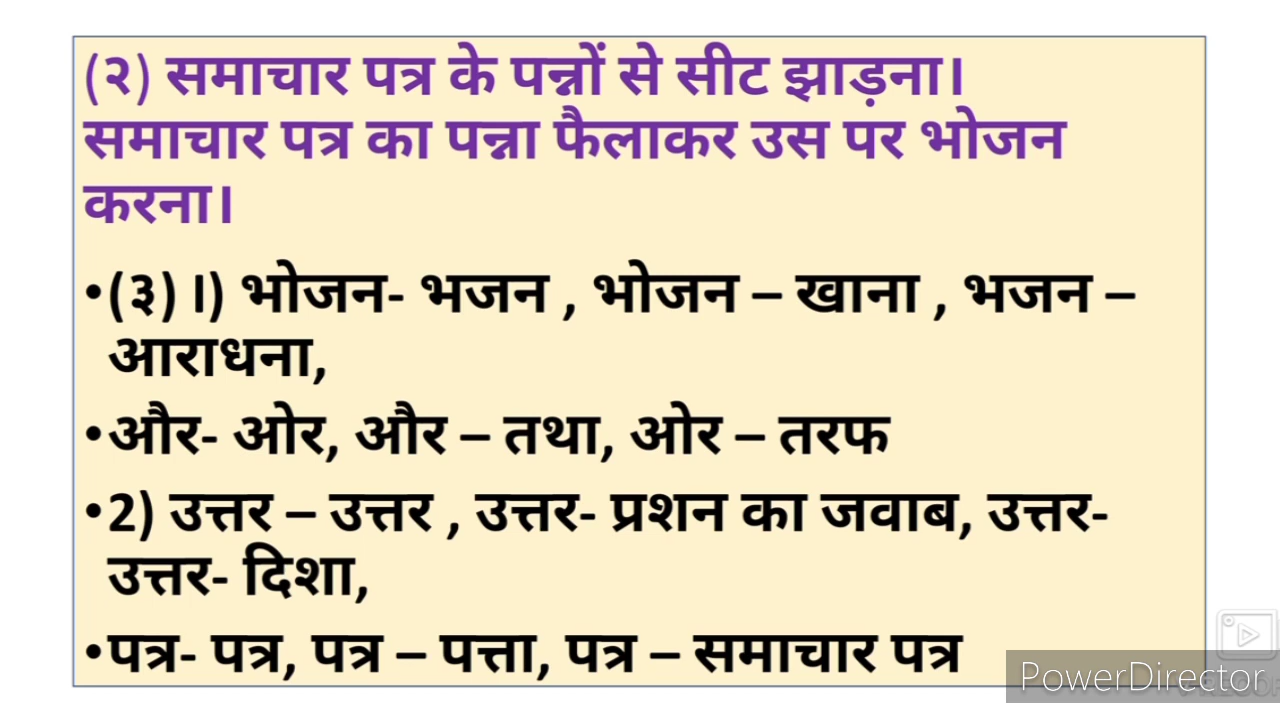 (२) समाचार पत्र के पन्नों से सीट झाड़ना।
समाचार पत्र का पन्ना फैलाकर उस पर भोजन
करना।
•(३) ।) भोजन- भजन , भोजन – खाना , भजन –
आराधना,
•और- ओर, और – तथा, ओर – तरफ
•2) उत्तर – उत्तर , उत्तर- प्रशन का जवाब, उत्तर-
उत्तर- दिशा,
•पत्र- पत्र, पत्र – पत्ता, पत्र – समाचार पत्र
PowerDirector